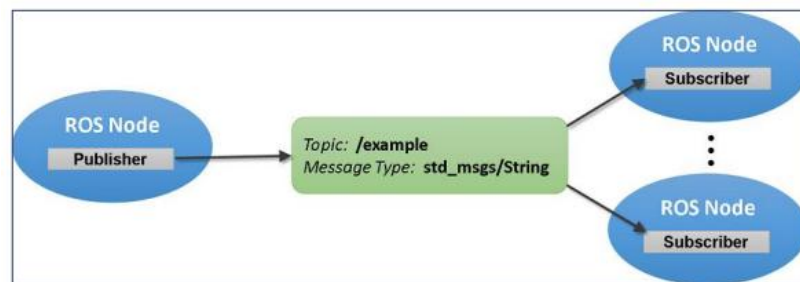 ROS Node
Publisher
Topic: /example
Message Type: std_msgs/String
ROS Node
Subscriber
ROS Node
Subscriber